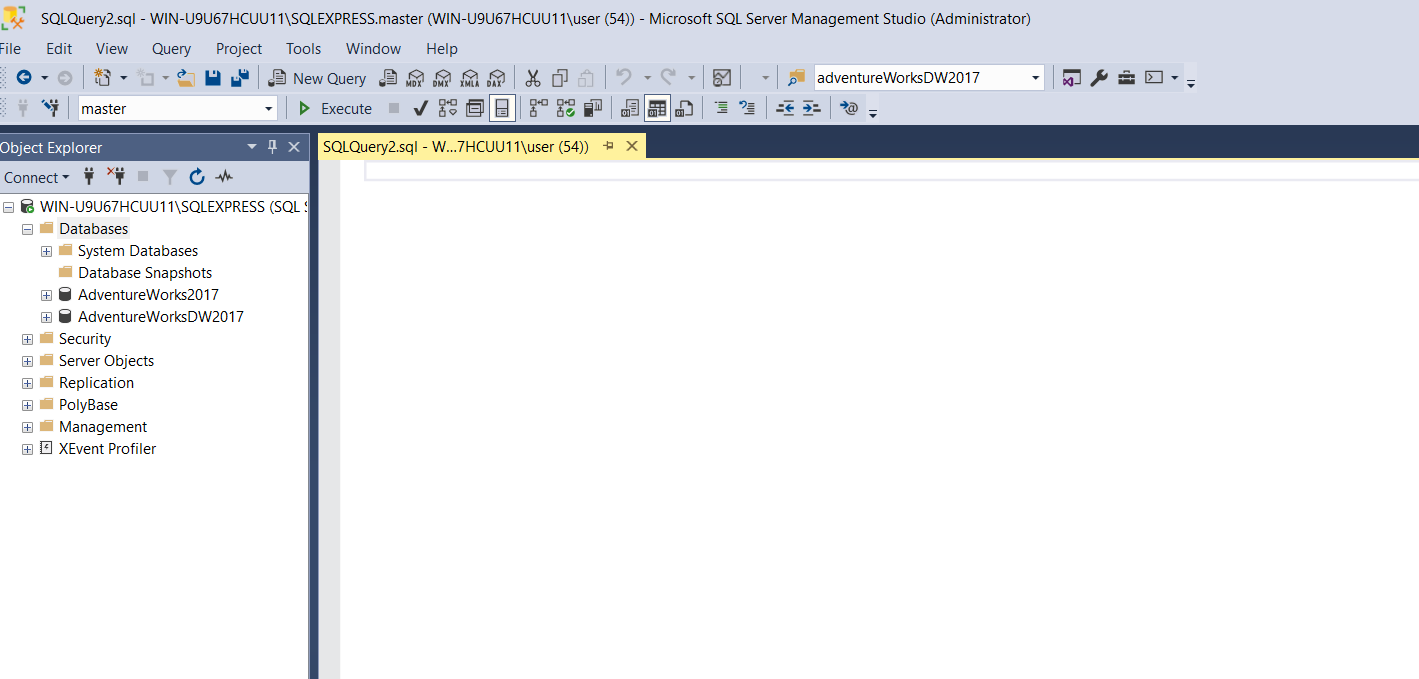 SQLQuery2.sql - WIN-U9U67HCUU11\SQLEXPRESS.master (WIN-U9U67HCUU11\user (54)) - Microsoft SQL Server Management Studio (Administrator)
File Edit View Query Project Tools Window Help
New Query MDX DMX XMLA DAX adventureWorksDW2017
master Execute
Object Explorer
SQLQuery2.sql - W...7HCUU11\user (54))
Connect
WIN-U9U67HCUU11\SQLEXPRESS (SQL S
Databases
System Databases
Database Snapshots
AdventureWorks2017
AdventureWorksDW2017
Security
Server Objects
Replication
PolyBase
Management
XEvent Profiler